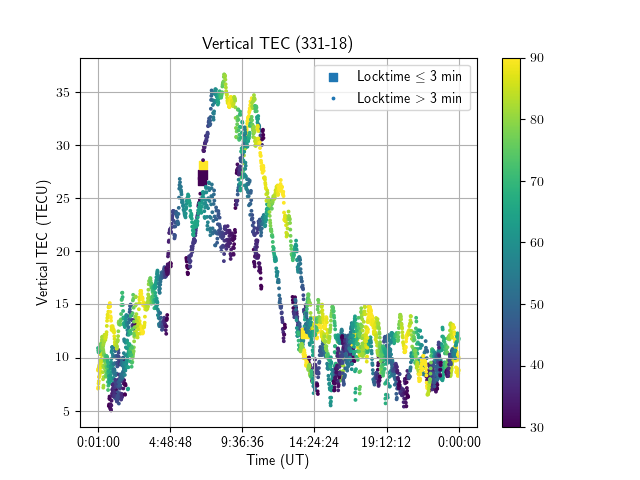 Vertical TEC (331-18)
Locktime ≤ 3 min
Locktime > 3 min
Vertical TEC (TECU)
35
30
25
20
15
10
5
0:01:00 4:48:48 9:36:36 14:24:24 19:12:12 0:00:00
Time (UT)
90
80
70
60
50
40
30